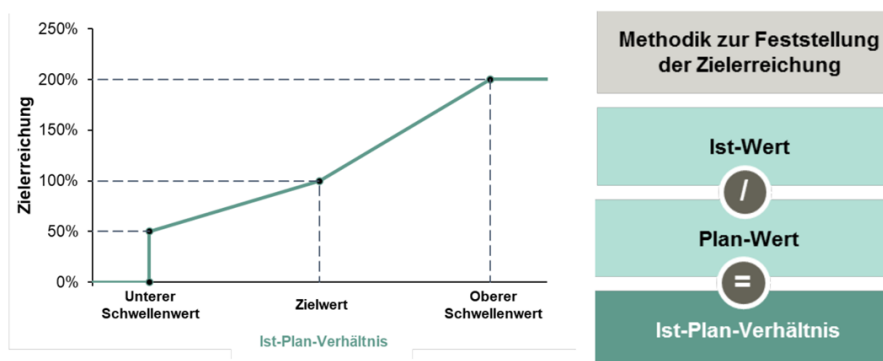 250%
200%
150%
100%
50%
0%
Zielerreichung
Unterer
Schwellenwert
Zielwert
Oberer
Schwellenwert
Ist-Plan-Verhältnis
Methodik zur Feststellung
der Zielerreichung
Ist-Wert
/
Plan-Wert
=
Ist-Plan-Verhältnis